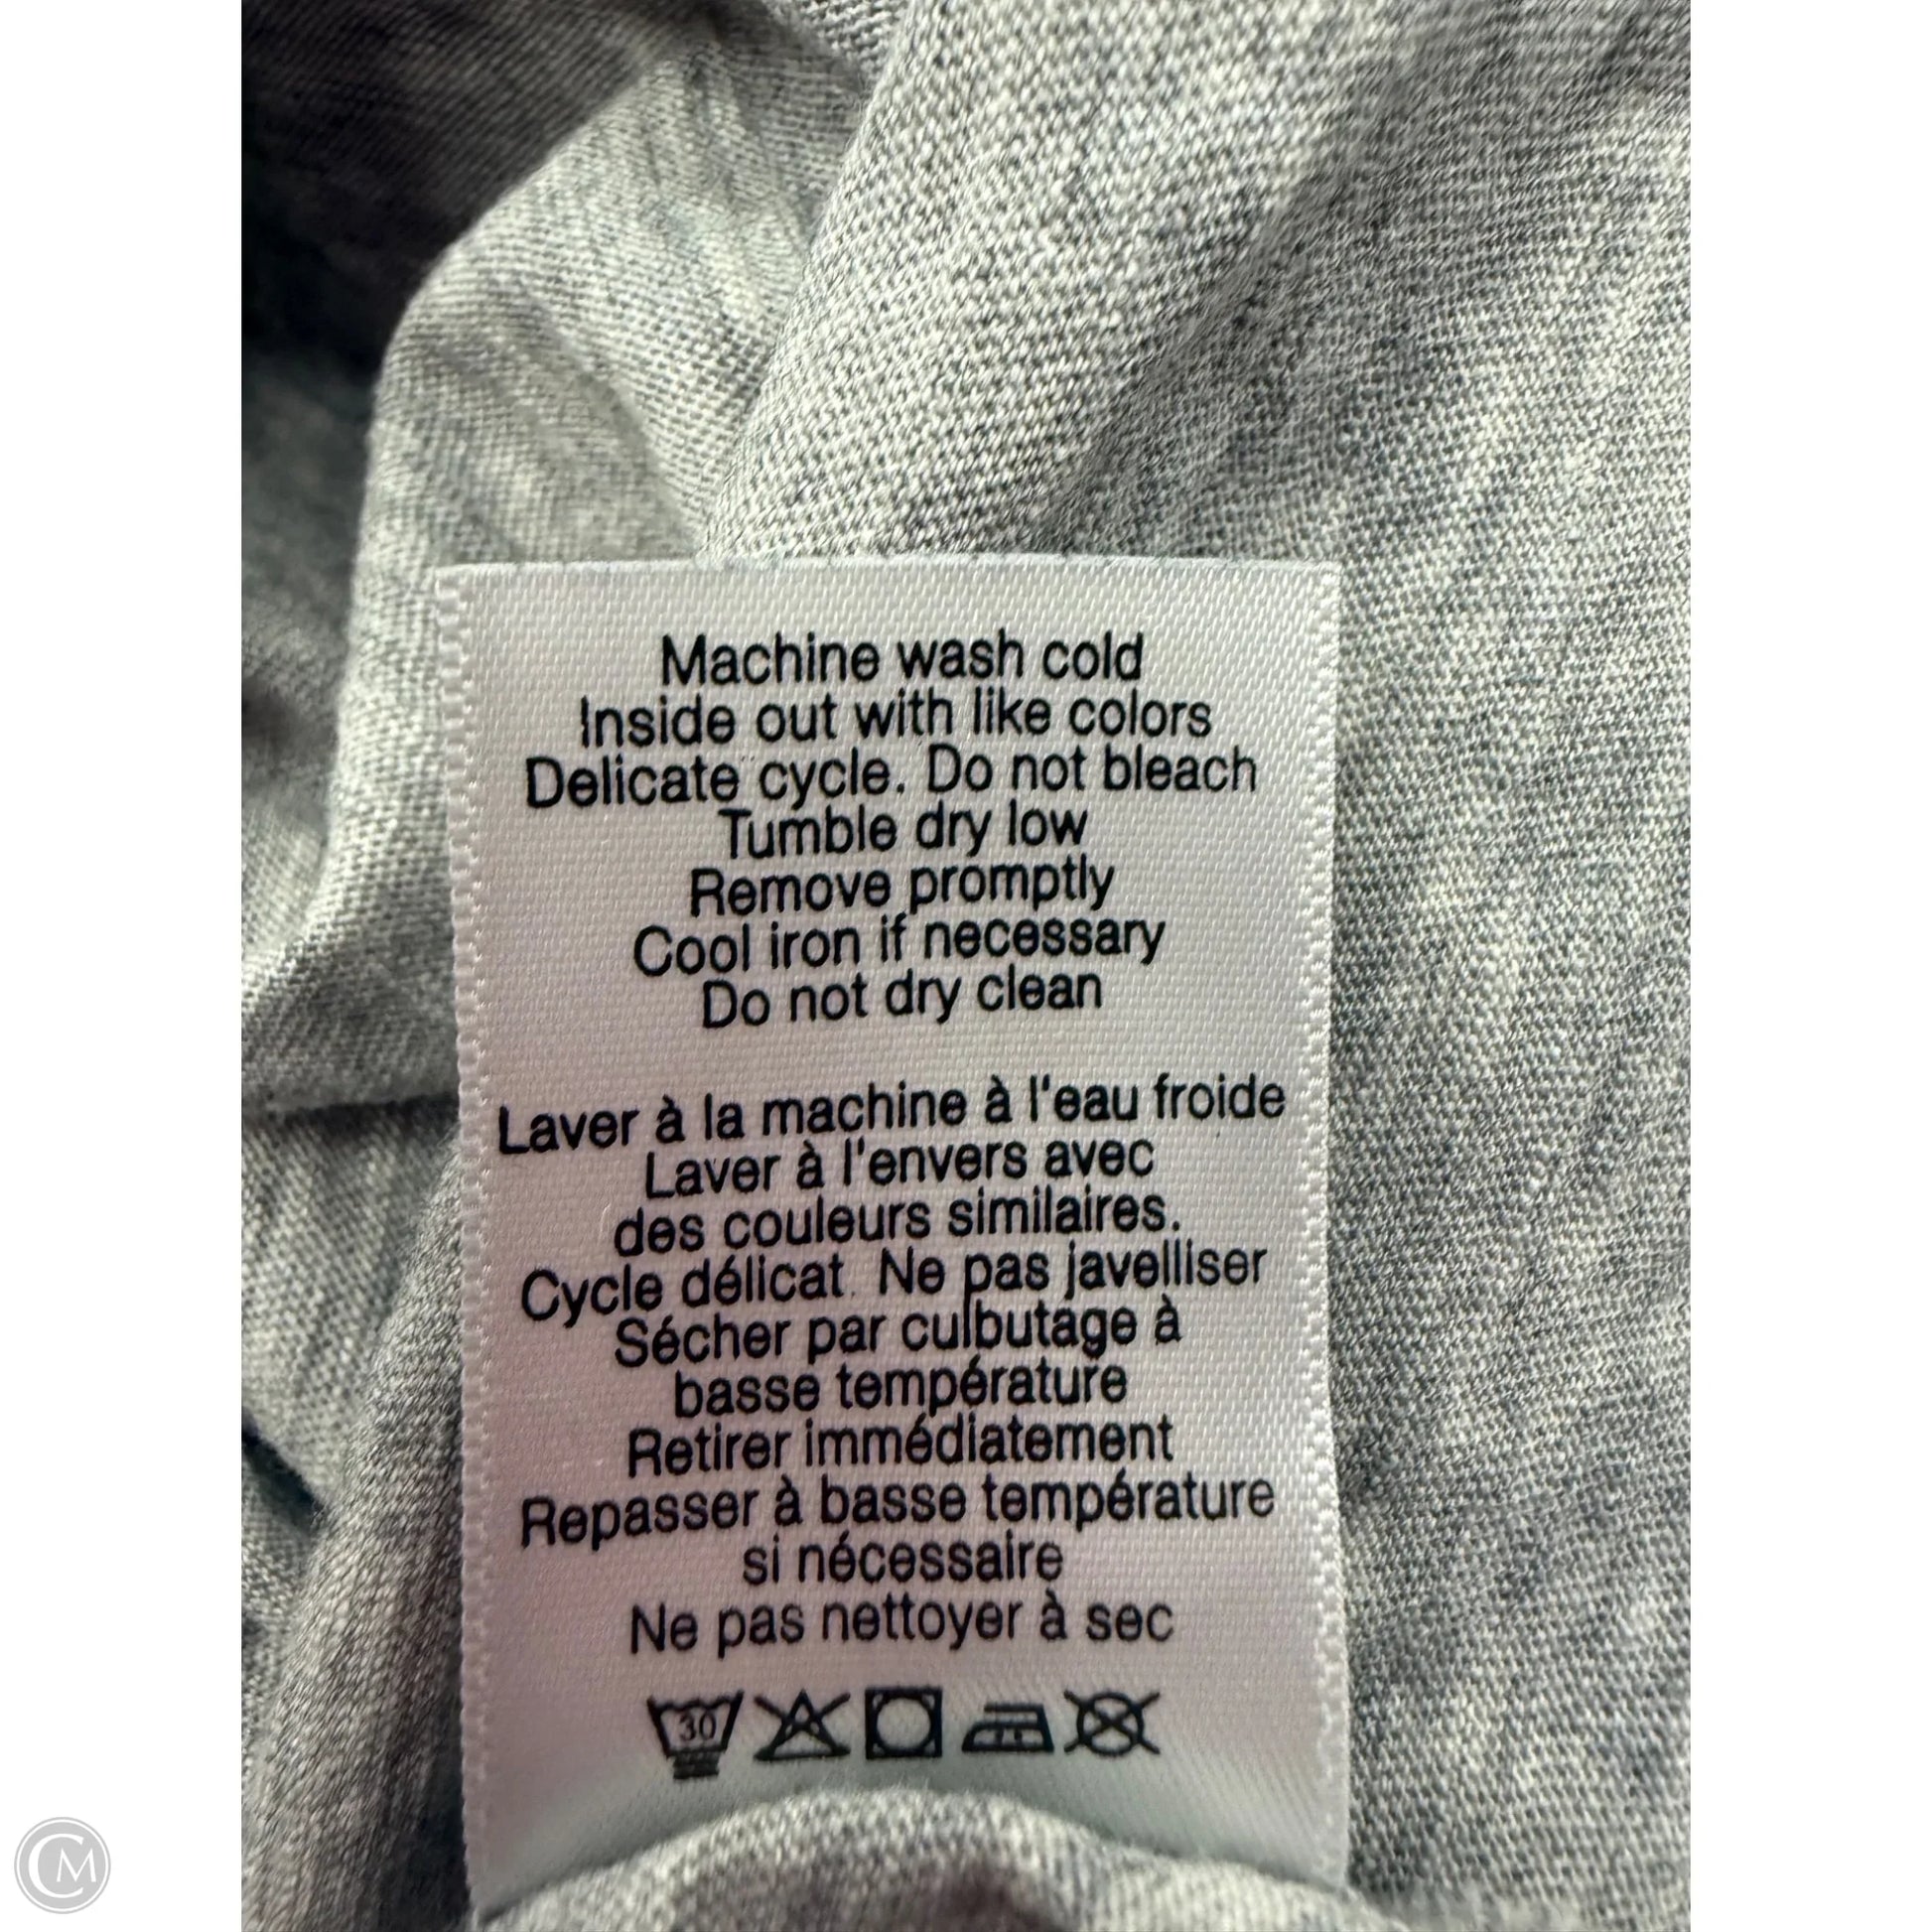 Machine wash cold
Inside out with like colors
Delicate cycle. Do not bleach
Tumble dry low
Remove promptly
Cool iron if necessary
Do not dry clean
Laver à la machine à l'eau froide
Laver à l'envers avec
des couleurs similaires.
Cycle délicat. Ne pas javelliser
Sécher par culbutage à
basse température
Retirer immédiatement
Repasser à basse température
si nécessaire
Ne pas nettoyer à sec
30
CM